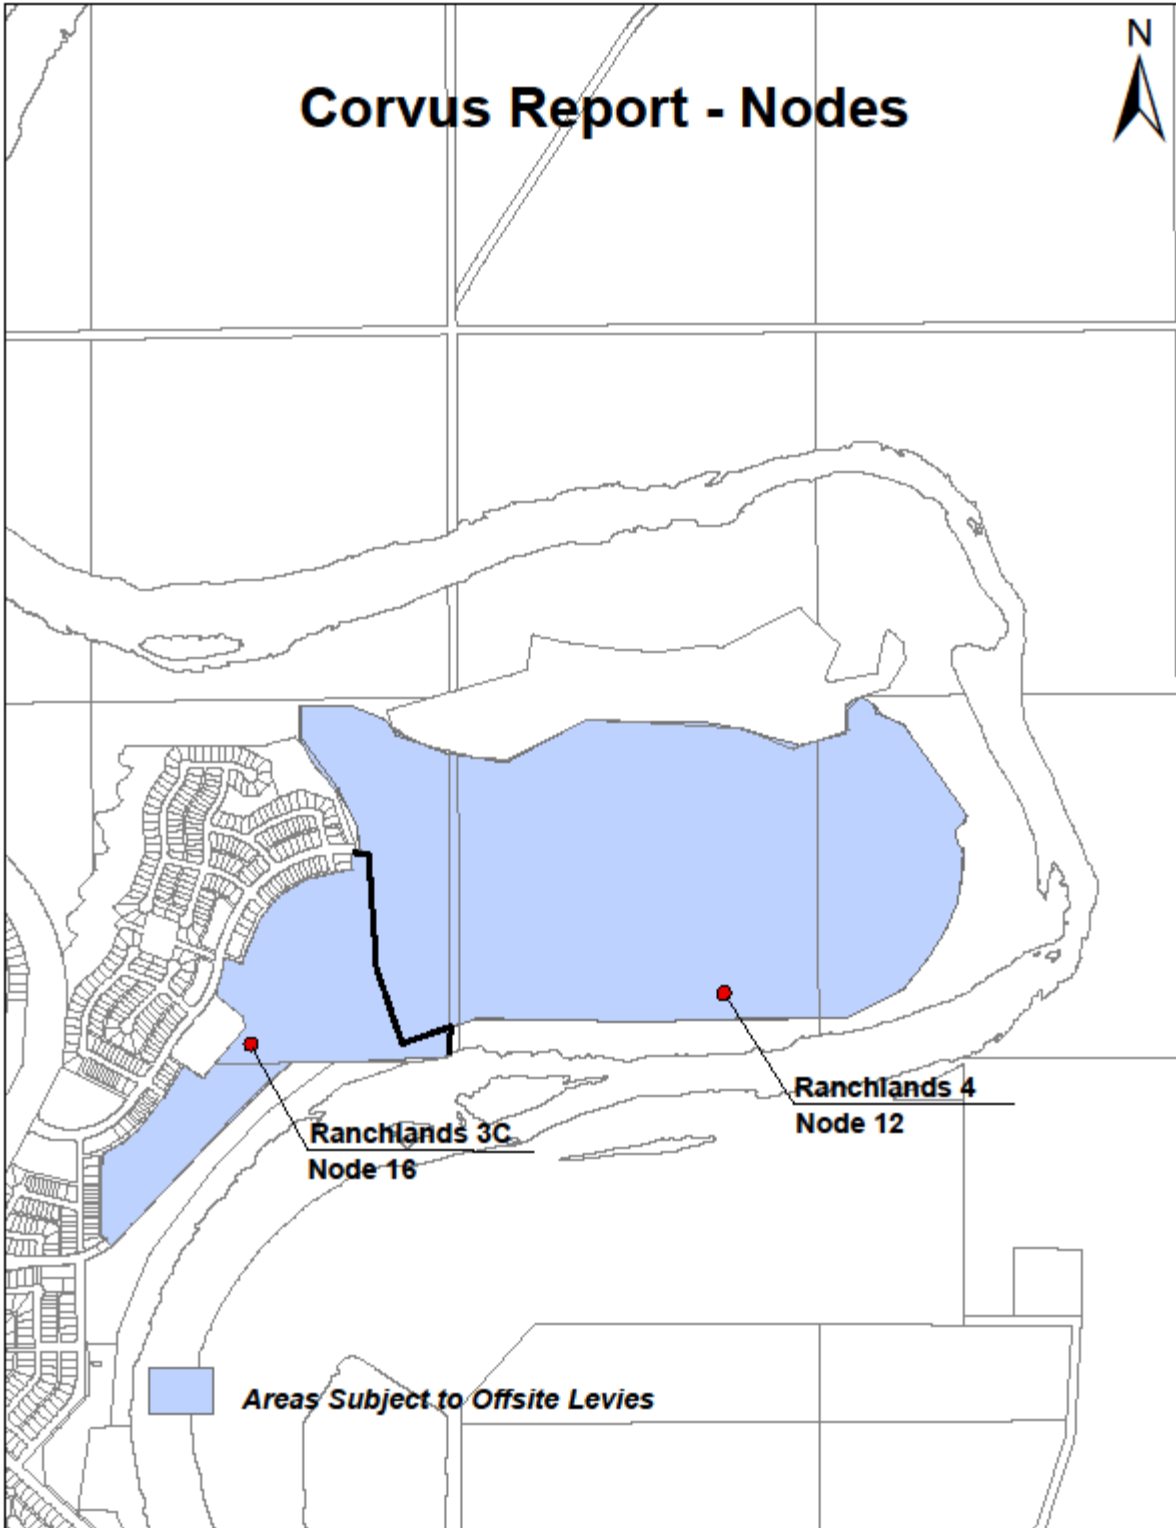 N
Corvus Report - Nodes
Ranchlands 4
Node 12
Ranchlands 3C
Node 16
Areas Subject to Offsite Levies